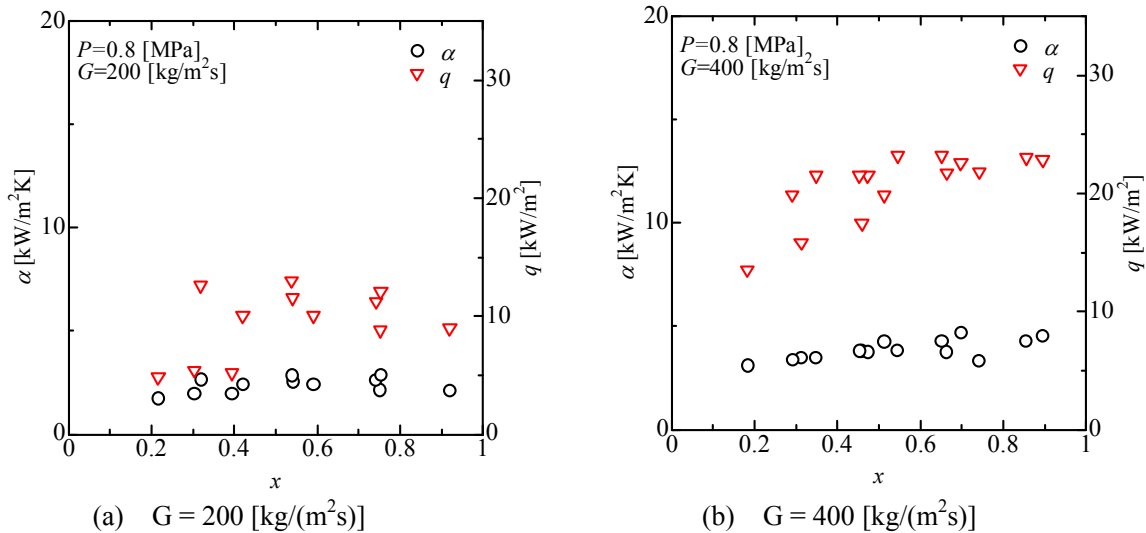 20
P=0.8 [MPa]
G=200 [kg/m²s]
α
q
30
α [kW/m²K]
10
20
q [kW/m²]
10
0
0
0
0.2
0.4
0.6
0.8
1
x
(a) G = 200 [kg/(m²s)]
20
P=0.8 [MPa]
G=400 [kg/m²s]
α
q
30
α [kW/m²K]
10
20
q [kW/m²]
10
0
0
0
0.2
0.4
0.6
0.8
1
x
(b) G = 400 [kg/(m²s)]